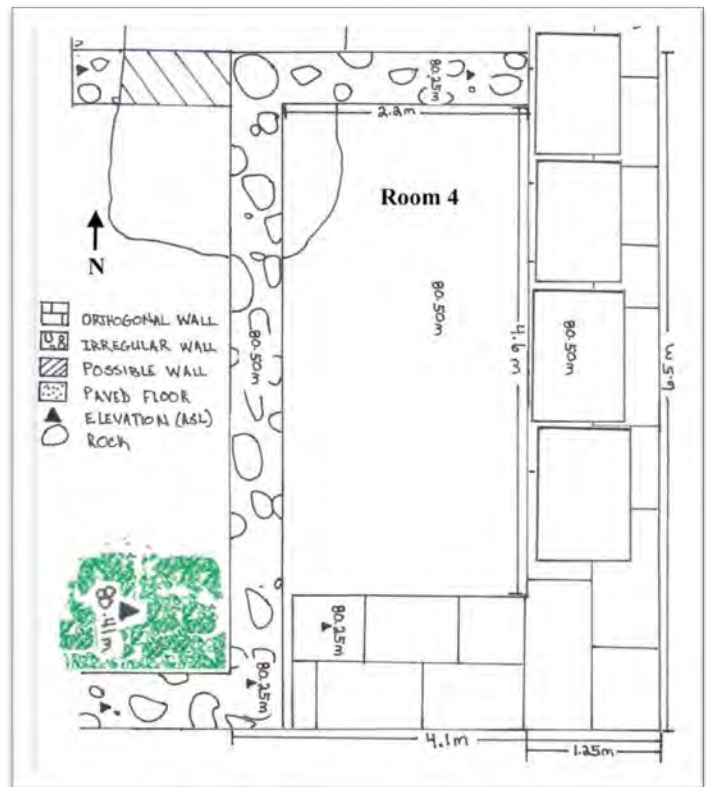 80.25m
2.2m
Room 4
N
80.50m
80.50m
80.50m
4.6m
6.5m
ORTHOGONAL WALL
IRREGULAR WALL
POSSIBLE WALL
PAVED FLOOR
ELEVATION (ASL)
ROCK
80.41m
80.25m
80.25m
4.1m
1.25m